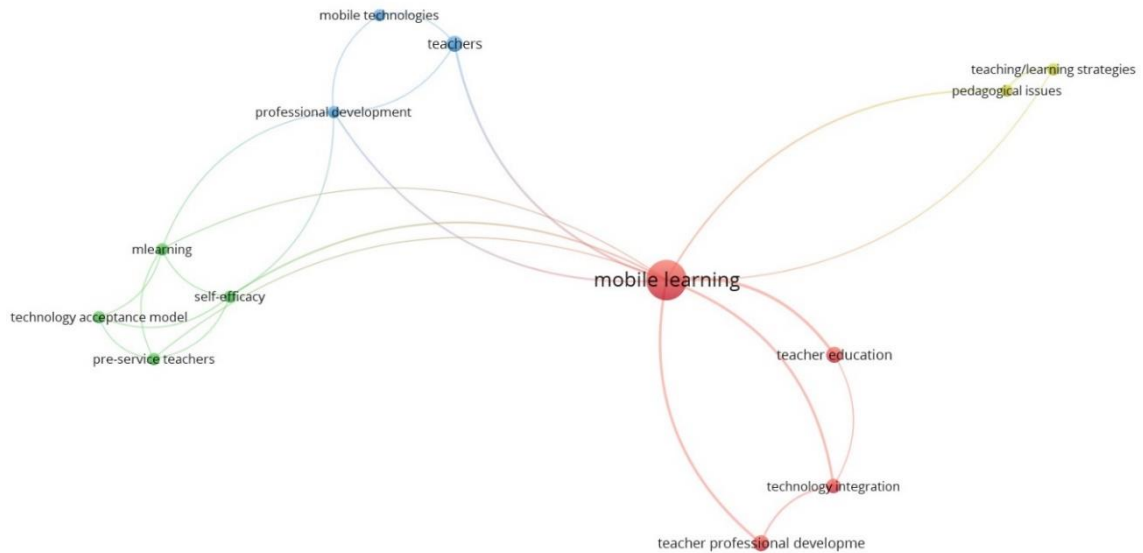 mobile technologies
teachers
teaching/learning strategies
pedagogical issues
professional development
mlearning
mobile learning
self-efficacy
technology acceptance model
pre-service teachers
teacher education
technology integration
teacher professional developme